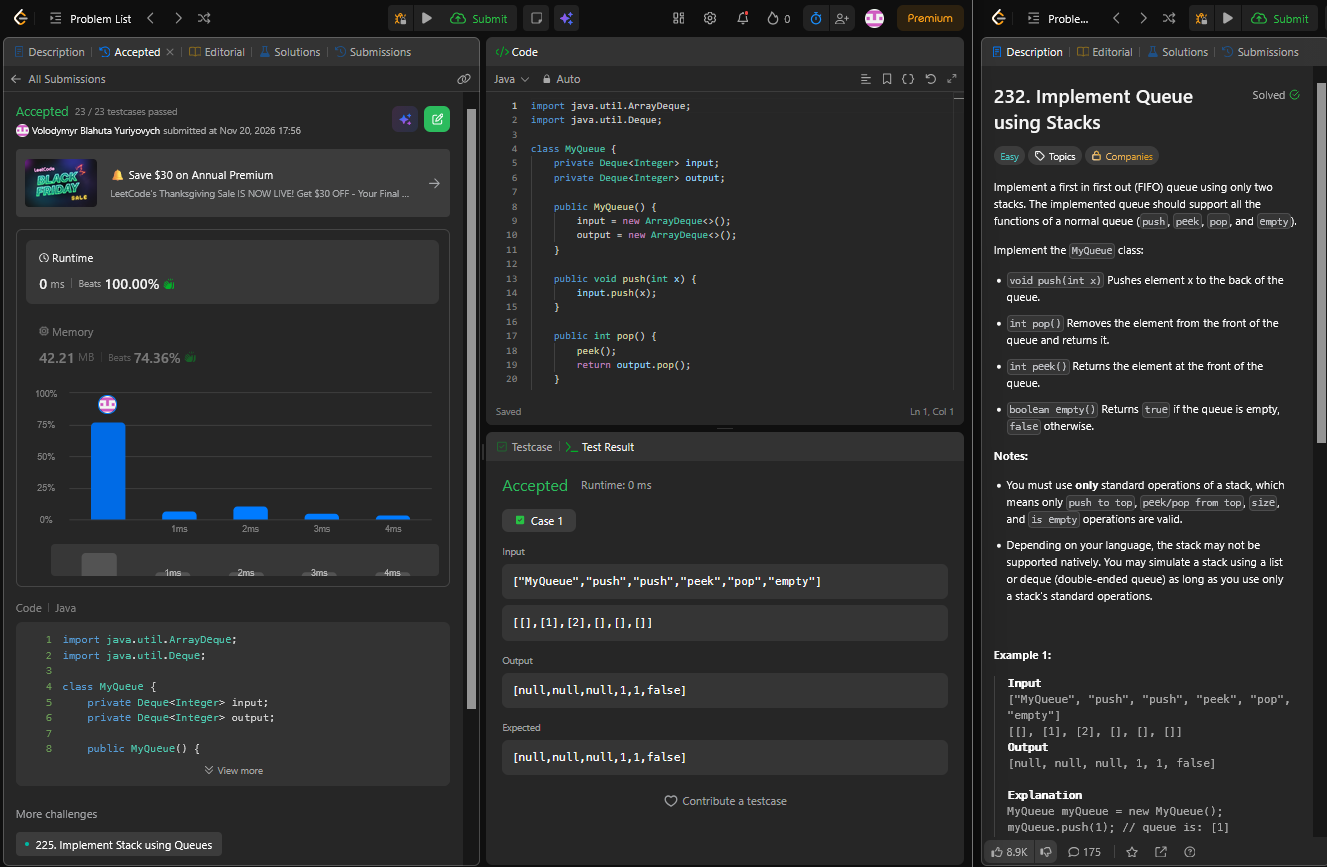 Problem List
Submit
0
Premium
Description
Accepted
Editorial
Solutions
Submissions
All Submissions
Accepted 23 / 23 testcases passed
Volodymyr Blahuta Yuriyovych submitted at Nov 20, 2026 17:56
LeetCode
BLACK
FRIDAY
SALE
Save $30 on Annual Premium
LeetCode's Thanksgiving Sale IS NOW LIVE! Get $30 OFF - Your Final ...
Runtime
0 ms Beats 100.00%
Memory
42.21 MB Beats 74.36%
100%
75%
50%
25%
0%
1ms 2ms 3ms 4ms
1ms 2ms 3ms 4ms
Code Java
1 import java.util.ArrayDeque;
2 import java.util.Deque;
3
4 class MyQueue {
5 private Deque<Integer> input;
6 private Deque<Integer> output;
7
8 public MyQueue() {
View more
More challenges
225. Implement Stack using Queues
</> Code
Java Auto
1 import java.util.ArrayDeque;
2 import java.util.Deque;
3
4 class MyQueue {
5 private Deque<Integer> input;
6 private Deque<Integer> output;
7
8 public MyQueue() {
9 input = new ArrayDeque<>();
10 output = new ArrayDeque<>();
11 }
12
13 public void push(int x) {
14 input.push(x);
15 }
16
17 public int pop() {
18 peek();
19 return output.pop();
20 }
Saved Ln 1, Col 1
Testcase
Test Result
Accepted Runtime: 0 ms
Case 1
Input
["MyQueue","push","push","peek","pop","empty"]
[[],[1],[2],[],[],[]]
Output
[null,null,null,1,1,false]
Expected
[null,null,null,1,1,false]
Contribute a testcase
Proble...
Submit
Description
Editorial
Solutions
Submissions
232. Implement Queue
using Stacks
Solved
Easy Topics Companies
Implement a first in first out (FIFO) queue using only two
stacks. The implemented queue should support all the
functions of a normal queue (push, peek, pop, and empty).
Implement the MyQueue class:
• void push(int x) Pushes element x to the back of the
queue.
• int pop() Removes the element from the front of the
queue and returns it.
• int peek() Returns the element at the front of the
queue.
• boolean empty() Returns true if the queue is empty,
false otherwise.
Notes:
• You must use only standard operations of a stack, which
means only push to top, peek/pop from top, size,
and is empty operations are valid.
• Depending on your language, the stack may not be
supported natively. You may simulate a stack using a list
or deque (double-ended queue) as long as you use only
a stack's standard operations.
Example 1:
Input
["MyQueue", "push", "push", "peek", "pop",
"empty"]
[[], [1], [2], [], [], []]
Output
[null, null, null, 1, 1, false]
Explanation
MyQueue myQueue = new MyQueue();
myQueue.push(1); // queue is: [1]
8.9K 175